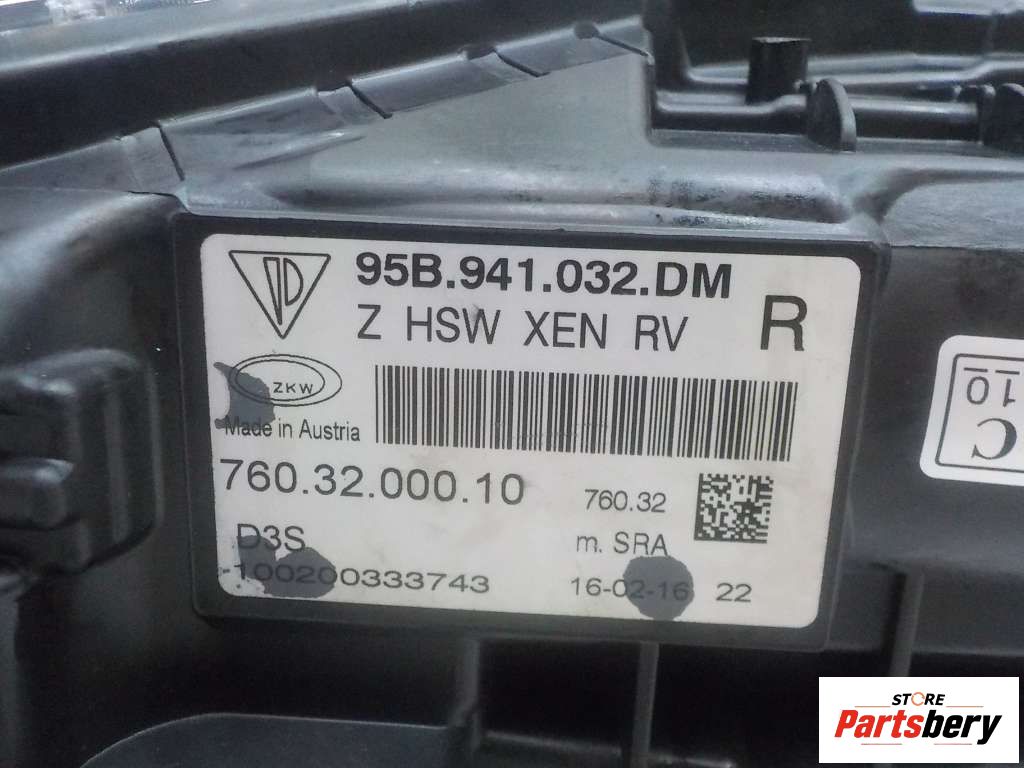 95B.941.032.DM
Z HSW XEN RV R
ZKW
Made in Austria
760.32.000.10
760.32
D3S
m. SRA
100200333743
16-02-16 22
C
10
STORE
Partsbery